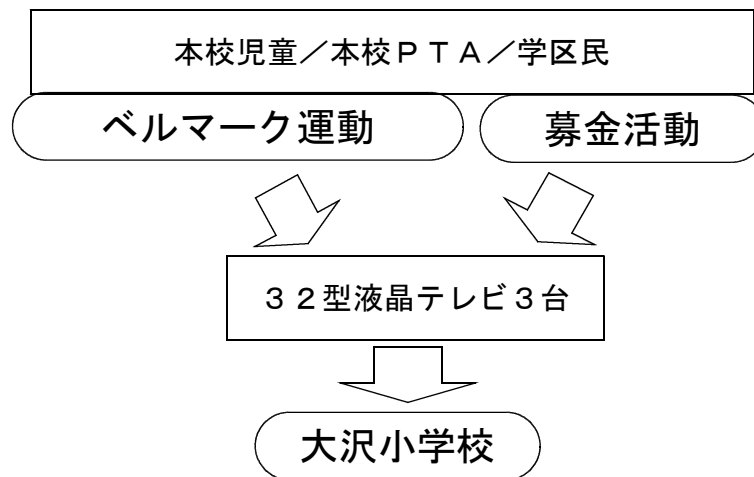 本校児童／本校ＰＴＡ／学区民
ベルマーク運動
募金活動
３２型液晶テレビ３台
大沢小学校